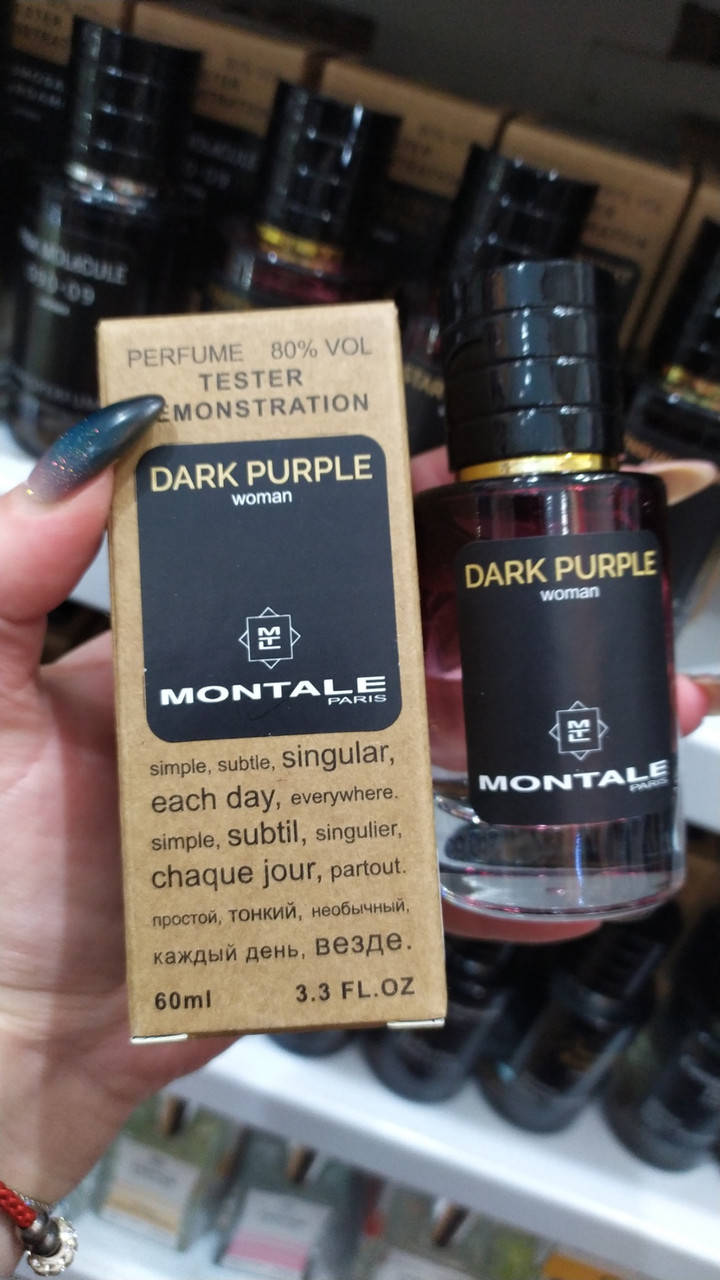 PERFUME 80% VOL
TESTER
EMONSTRATION
DARK PURPLE
woman
MTL
MONTALE
PARIS
simple, subtle, singular,
each day, everywhere.
simple, subtil, singulier,
chaque jour, partout.
простой, тонкий, необычный,
каждый день, везде.
60ml 3.3 FL.OZ
DARK PURPLE
woman
MTL
MONTALE
PARIS